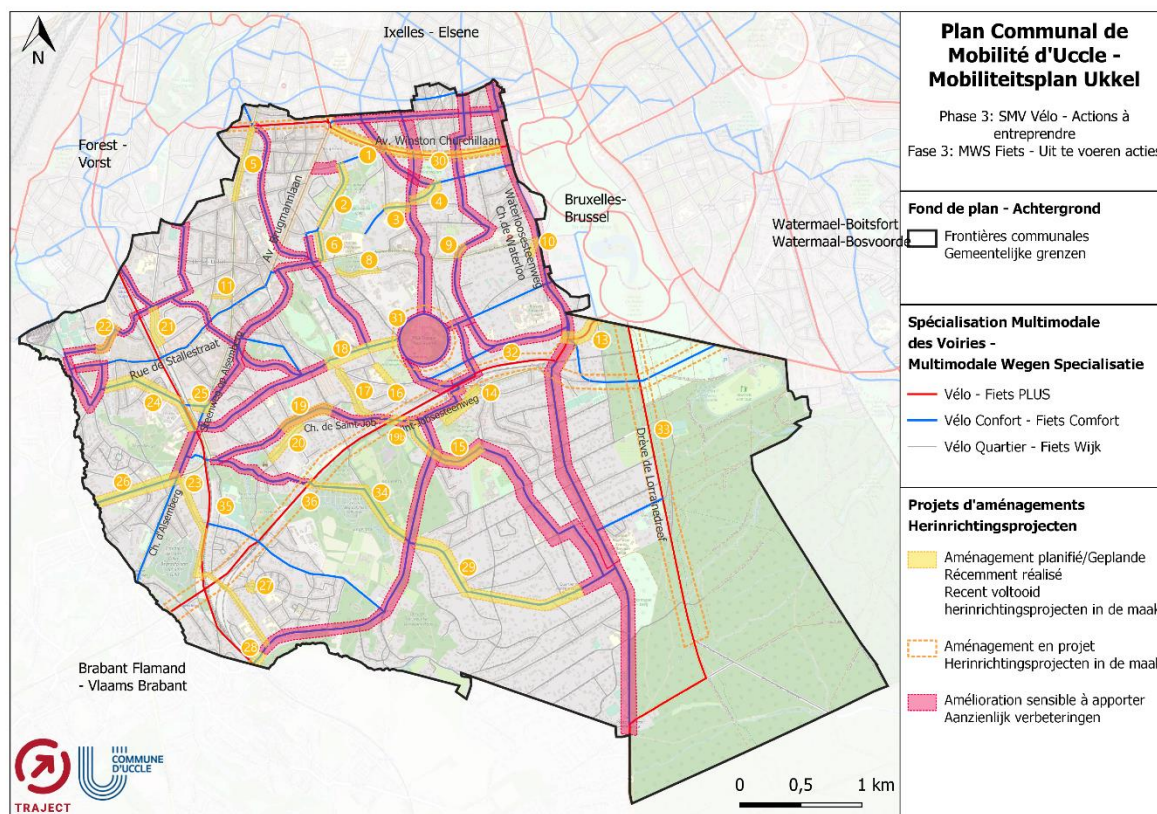 Ixelles - Elsene
N
Forest -
Vorst
Av. Winston Churchilllaan
Av. Brugmannlaan
Waterloosesteenweg
Ch. de Waterloo
Bruxelles-
Brussel
Watermael-Boitsfort
Watermaal-Bosvoorde
Rue de Stallestraat
Steenweg op Alsemberg
Ch. de Saint-Job
Ch. d'Alsemberg
Drève de Lorrainedreef
Brabant Flamand
- Vlaams Brabant
1
2
3
4
5
6
8
9
10
11
13
14
15
16
17
18
19
19b
20
21
22
23
24
25
26
27
28
29
30
31
32
33
34
35
36
TRAJECT
COMMUNE
D'UCCLE
0 0,5 1 km
Plan Communal de
Mobilité d'Uccle -
Mobiliteitsplan Ukkel
Phase 3: SMV Vélo - Actions à
entreprendre
Fase 3: MWS Fiets - Uit te voeren acties
Fond de plan - Achtergrond
Frontières communales
Gemeentelijke grenzen
Spécialisation Multimodale
des Voiries -
Multimodale Wegen Specialisatie
Vélo - Fiets PLUS
Vélo Confort - Fiets Comfort
Vélo Quartier - Fiets Wijk
Projets d'aménagements
Herinrichtingsprojecten
Aménagement planifié/Geplande
Récemment réalisé
Recent voltooid
herinrichtingsprojecten in de maak
Aménagement en projet
Herinrichtingsprojecten in de maak
Amélioration sensible à apporter
Aanzienlijk verbeteringen